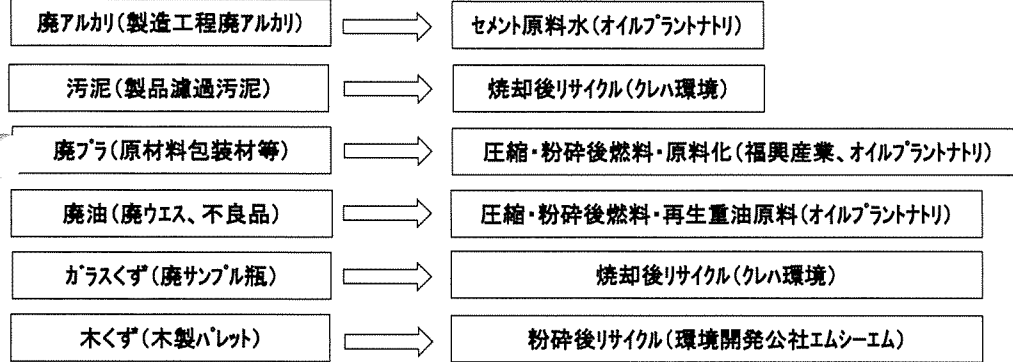 廃アルカリ(製造工程廃アルカリ)
セメント原料水(オイルプラントナトリ)
汚泥(製品濾過汚泥)
焼却後リサイクル(クレハ環境)
廃プラ(原材料包装材等)
圧縮・粉砕後燃料・原料化(福興産業、オイルプラントナトリ)
廃油(廃ウエス、不良品)
圧縮・粉砕後燃料・再生重油原料(オイルプラントナトリ)
ガラスくず(廃サンプル瓶)
焼却後リサイクル(クレハ環境)
木くず(木製パレット)
粉砕後リサイクル(環境開発公社エムシーエム)